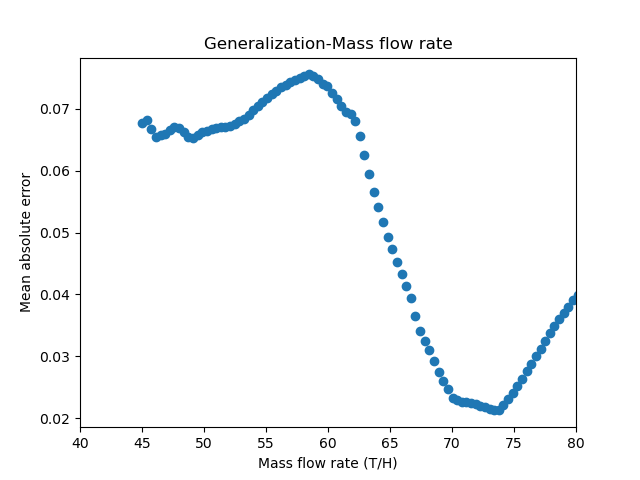 Generalization-Mass flow rate
Mean absolute error
0.07
0.06
0.05
0.04
0.03
0.02
40 45 50 55 60 65 70 75 80
Mass flow rate (T/H)